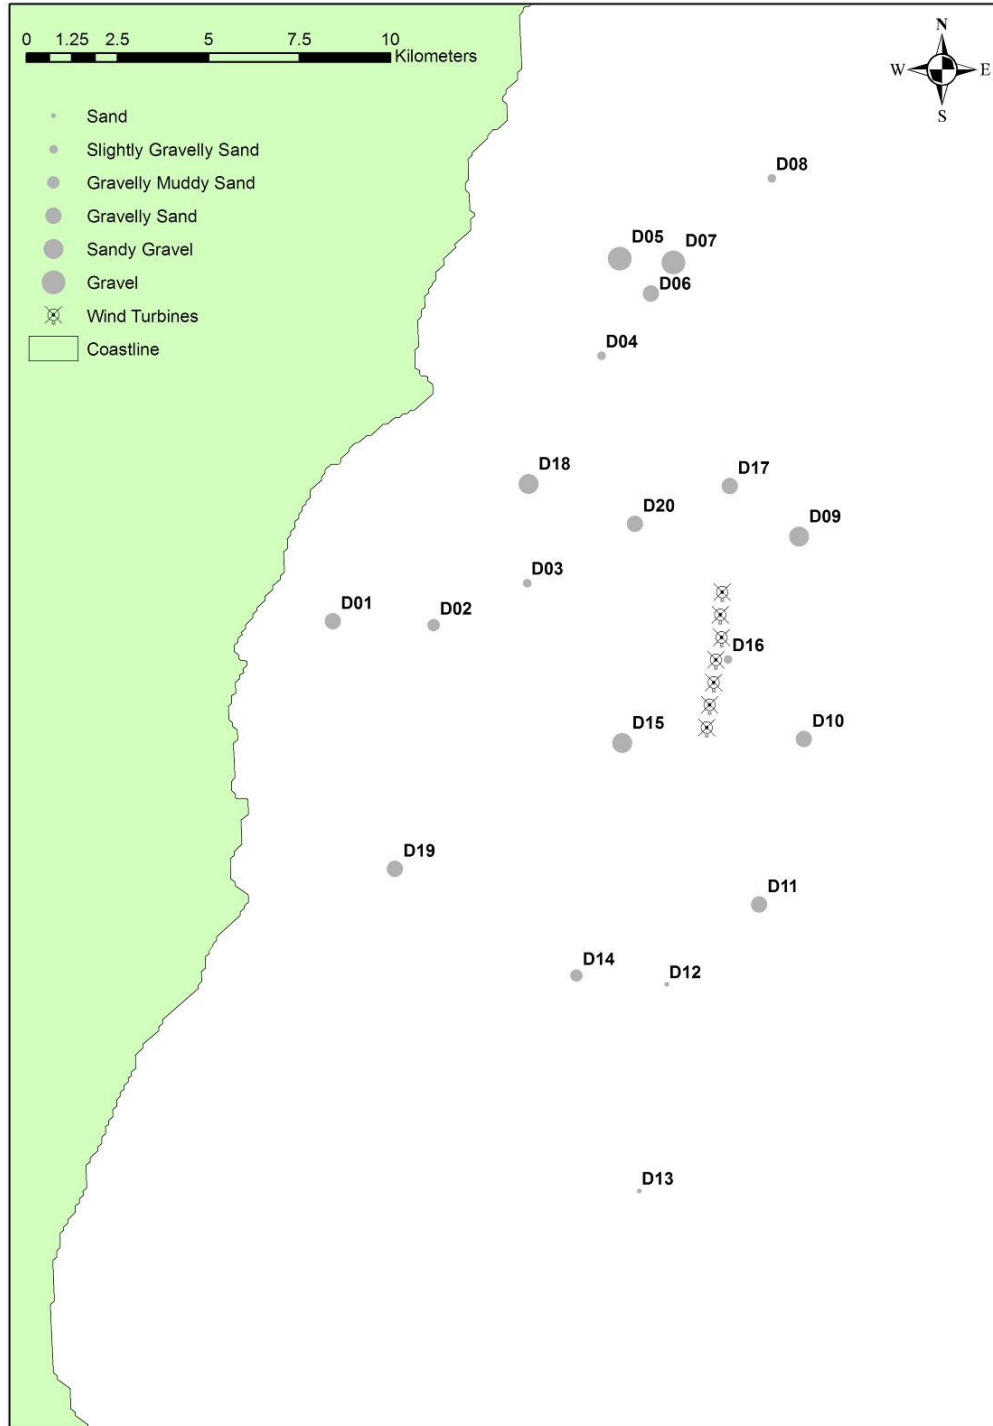 0 1.25 2.5 5 7.5 10
Kilometers
N
W E
S
Sand
Slightly Gravelly Sand
Gravelly Muddy Sand
Gravelly Sand
Sandy Gravel
Gravel
Wind Turbines
Coastline
D08
D05
D07
D06
D04
D18
D17
D20
D09
D03
D01
D02
D16
D15
D10
D19
D11
D14
D12
D13